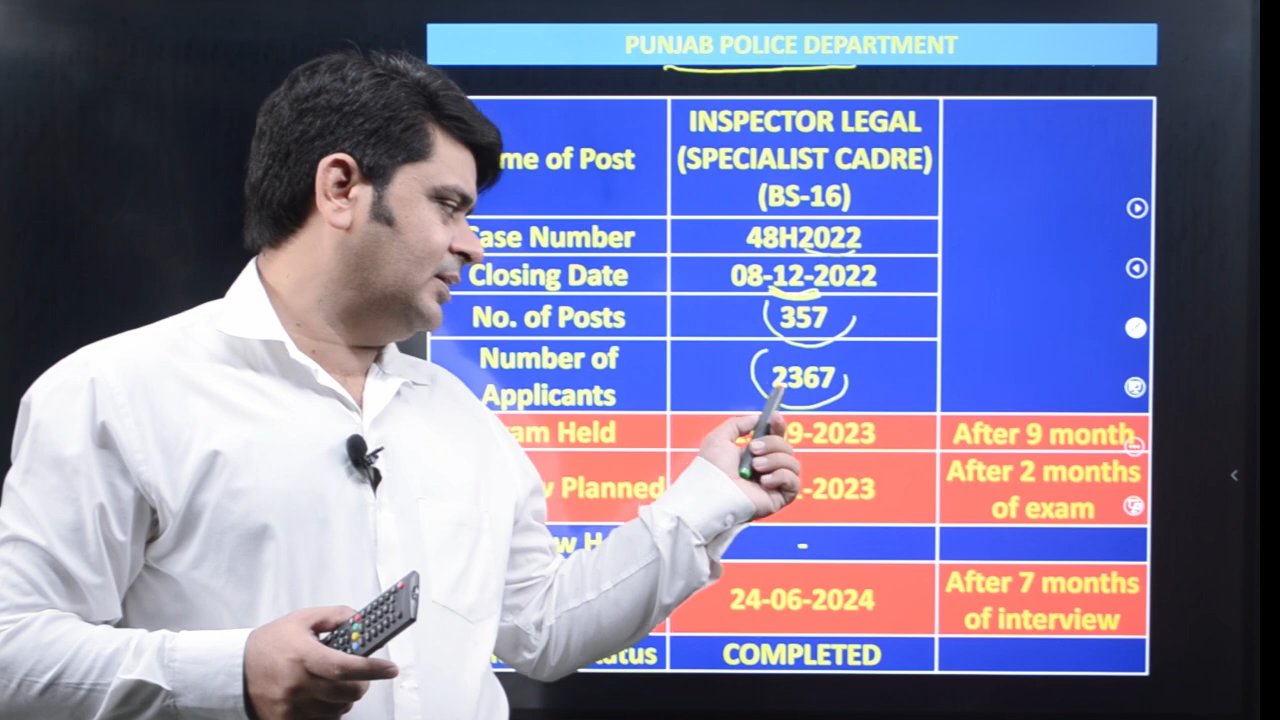 PUNJAB POLICE DEPARTMENT
me of Post
INSPECTOR LEGAL
(SPECIALIST CADRE)
(BS-16)
ase Number
48H2022
Closing Date
08-12-2022
No. of Posts
357
Number of
Applicants
2367
am Held
9-2023
After 9 month
w Planned
-2023
After 2 months
of exam
w H
-
24-06-2024
After 7 months
of interview
tus
COMPLETED